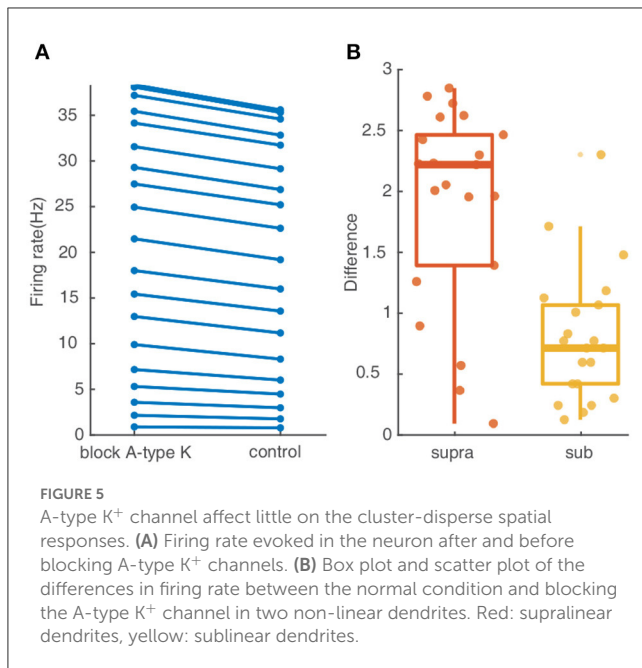 A
B
Firing rate(Hz)
35
30
25
20
15
10
5
0
block A-type K
control
Difference
3
2.5
2
1.5
1
0.5
0
supra
sub
FIGURE 5
A-type K⁺ channel affect little on the cluster-disperse spatial
responses. (A) Firing rate evoked in the neuron after and before
blocking A-type K⁺ channels. (B) Box plot and scatter plot of the
differences in firing rate between the normal condition and blocking
the A-type K⁺ channel in two non-linear dendrites. Red: supralinear
dendrites, yellow: sublinear dendrites.